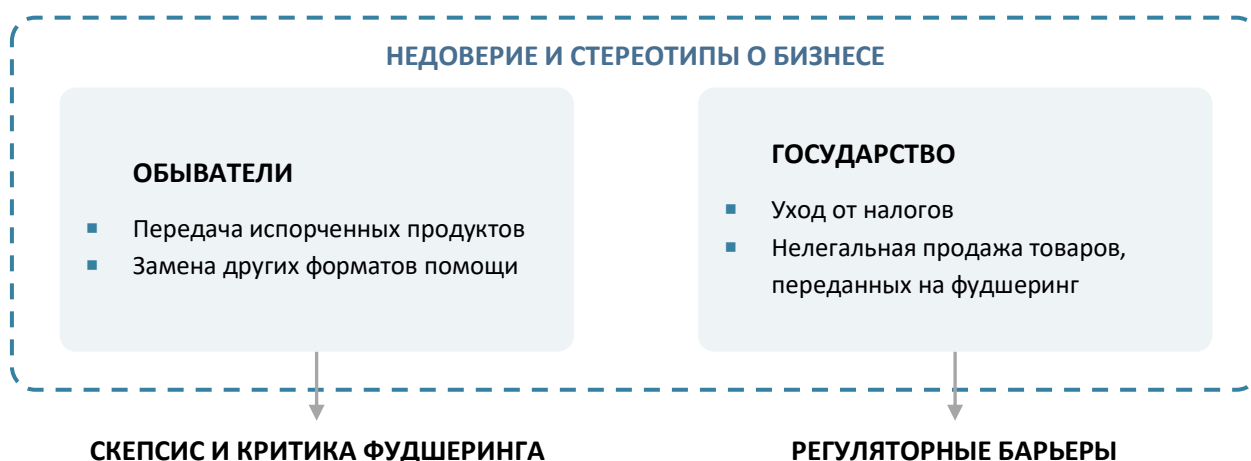 НЕДОВЕРИЕ И СТЕРЕОТИПЫ О БИЗНЕСЕ
ОБЫВАТЕЛИ
Передача испорченных продуктов
Замена других форматов помощи
ГОСУДАРСТВО
Уход от налогов
Нелегальная продажа товаров,
переданных на фудшеринг
СКЕПСИС И КРИТИКА ФУДШЕРИНГА
РЕГУЛЯТОРНЫЕ БАРЬЕРЫ